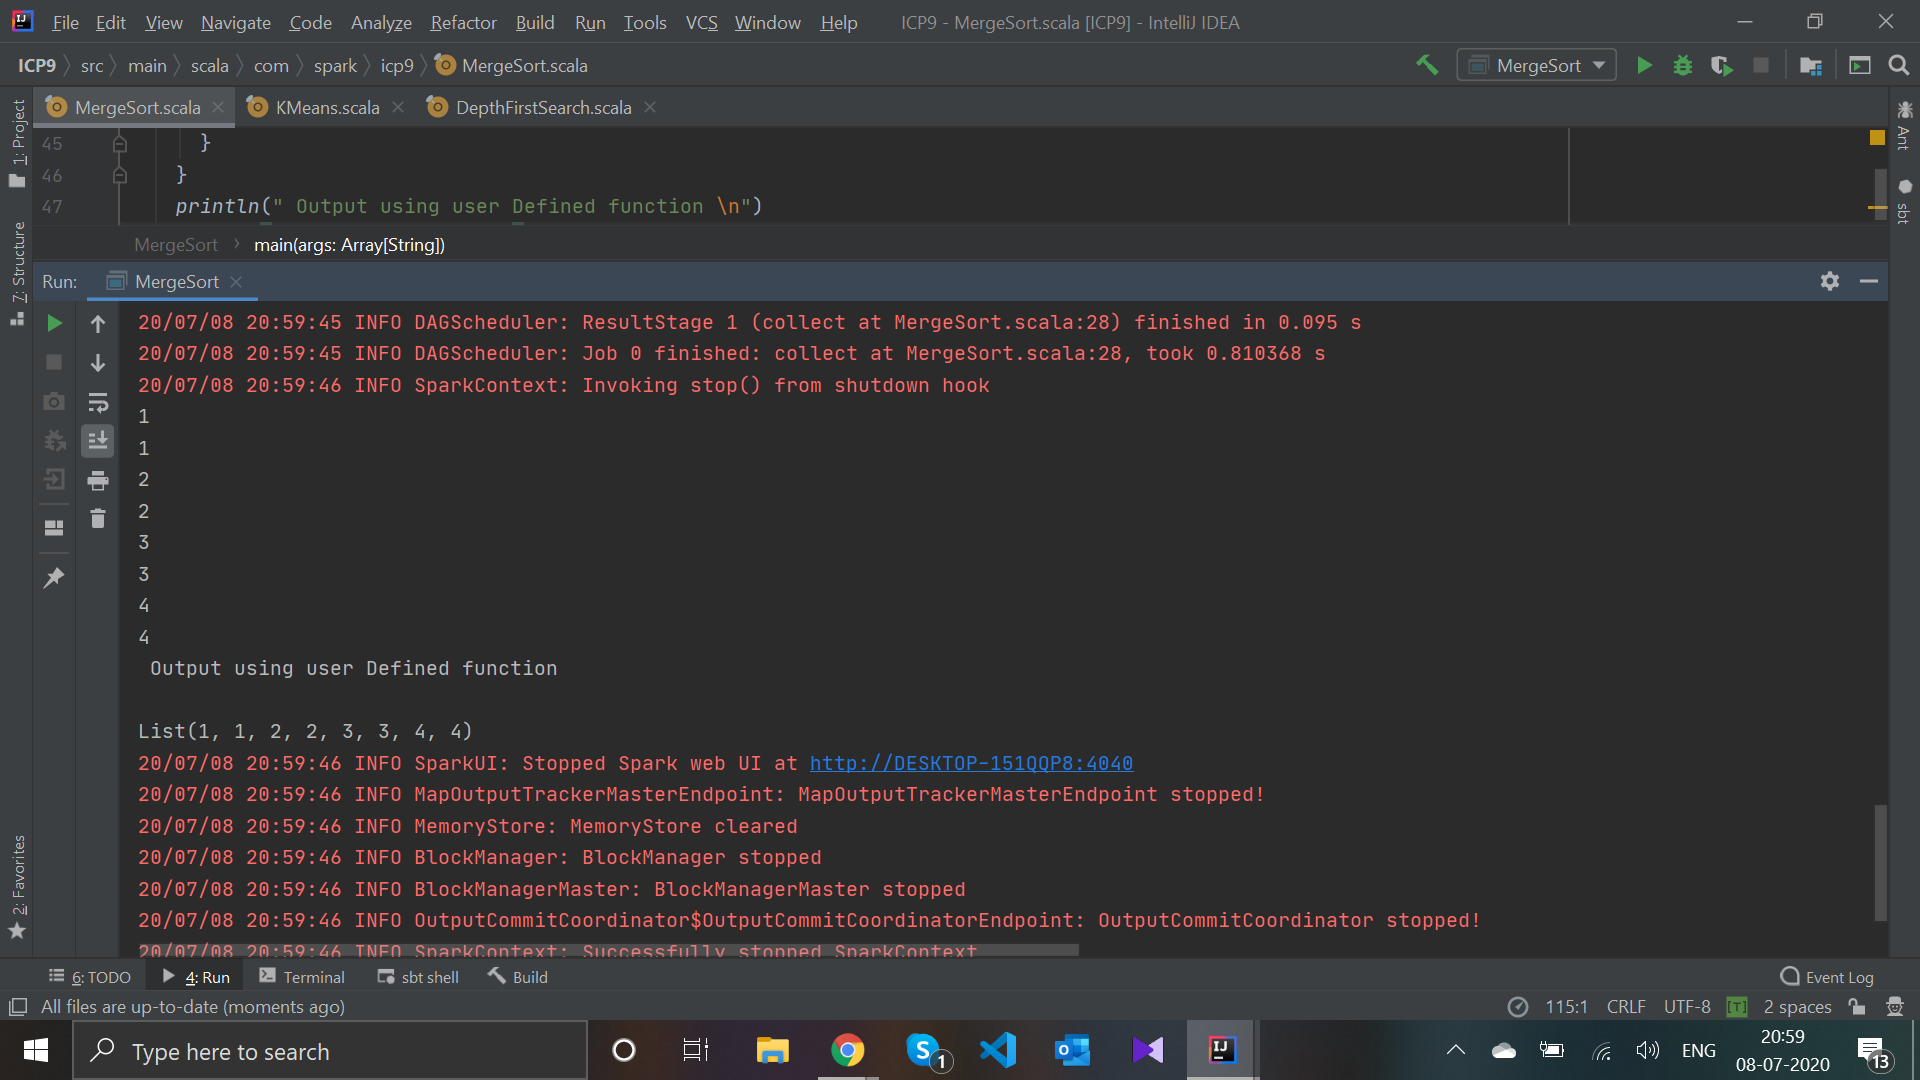 File Edit View Navigate Code Analyze Refactor Build Run Tools VCS Window Help ICP9 - MergeSort.scala [ICP9] - IntelliJ IDEA
ICP9 src main scala com spark icp9 MergeSort.scala MergeSort
MergeSort.scala KMeans.scala DepthFirstSearch.scala
1: Project
7: Structure
2: Favorites
Ant
sbt
45 }
46 }
47 println(" Output using user Defined function \n")
MergeSort › main(args: Array[String])
Run: MergeSort
20/07/08 20:59:45 INFO DAGScheduler: ResultStage 1 (collect at MergeSort.scala:28) finished in 0.095 s
20/07/08 20:59:45 INFO DAGScheduler: Job 0 finished: collect at MergeSort.scala:28, took 0.810368 s
20/07/08 20:59:46 INFO SparkContext: Invoking stop() from shutdown hook
1
1
2
2
3
3
4
4
Output using user Defined function
List(1, 1, 2, 2, 3, 3, 4, 4)
20/07/08 20:59:46 INFO SparkUI: Stopped Spark web UI at http://DESKTOP-151QQP8:4040
20/07/08 20:59:46 INFO MapOutputTrackerMasterEndpoint: MapOutputTrackerMasterEndpoint stopped!
20/07/08 20:59:46 INFO MemoryStore: MemoryStore cleared
20/07/08 20:59:46 INFO BlockManager: BlockManager stopped
20/07/08 20:59:46 INFO BlockManagerMaster: BlockManagerMaster stopped
20/07/08 20:59:46 INFO OutputCommitCoordinator$OutputCommitCoordinatorEndpoint: OutputCommitCoordinator stopped!
20/07/08 20:59:46 INFO SparkContext: Successfully stopped SparkContext
6: TODO 4: Run Terminal sbt shell Build Event Log
All files are up-to-date (moments ago) 115:1 CRLF UTF-8 [T] 2 spaces
Type here to search ENG 20:59
08-07-2020
1
13